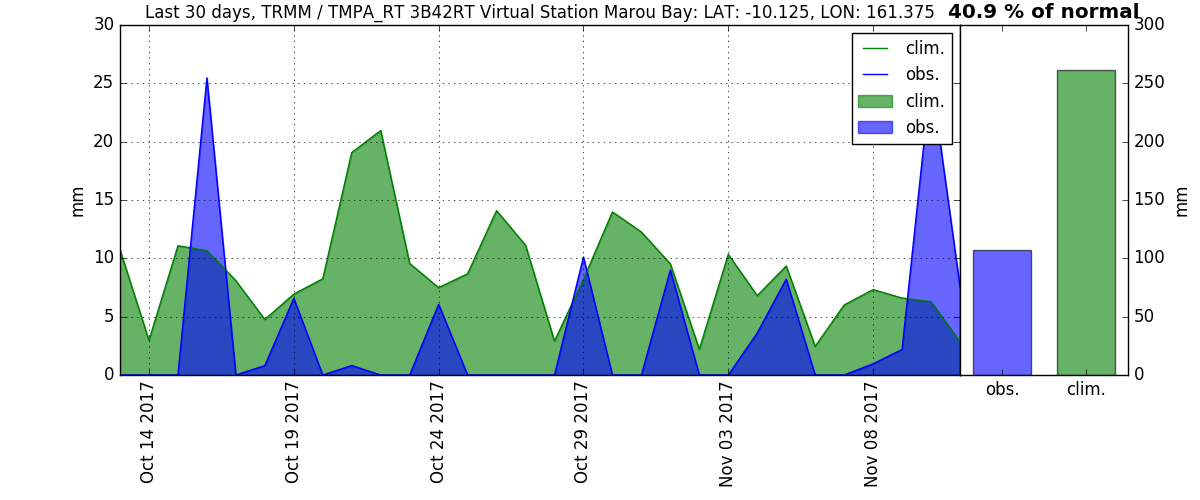 Last 30 days, TRMM / TMPA_RT 3B42RT Virtual Station Marou Bay: LAT: -10.125, LON: 161.375
40.9 % of normal
30
25
20
15
10
5
0
mm
clim.
obs.
clim.
obs.
Oct 14 2017
Oct 19 2017
Oct 24 2017
Oct 29 2017
Nov 03 2017
Nov 08 2017
300
250
200
150
100
50
0
mm
obs.
clim.